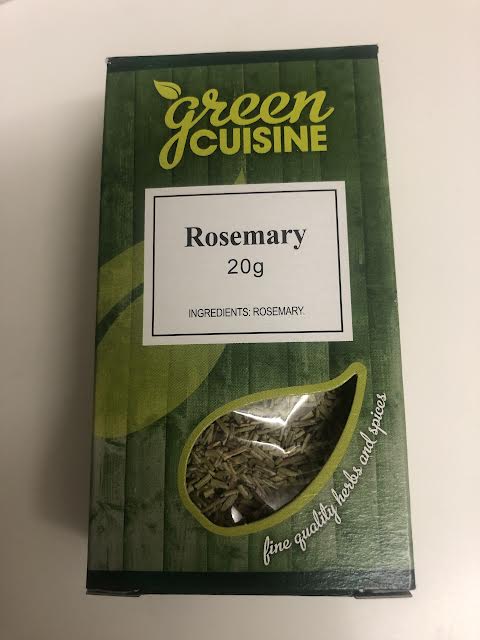 green
CUISINE
Rosemary
20g
INGREDIENTS: ROSEMARY.
fine quality herbs and spices